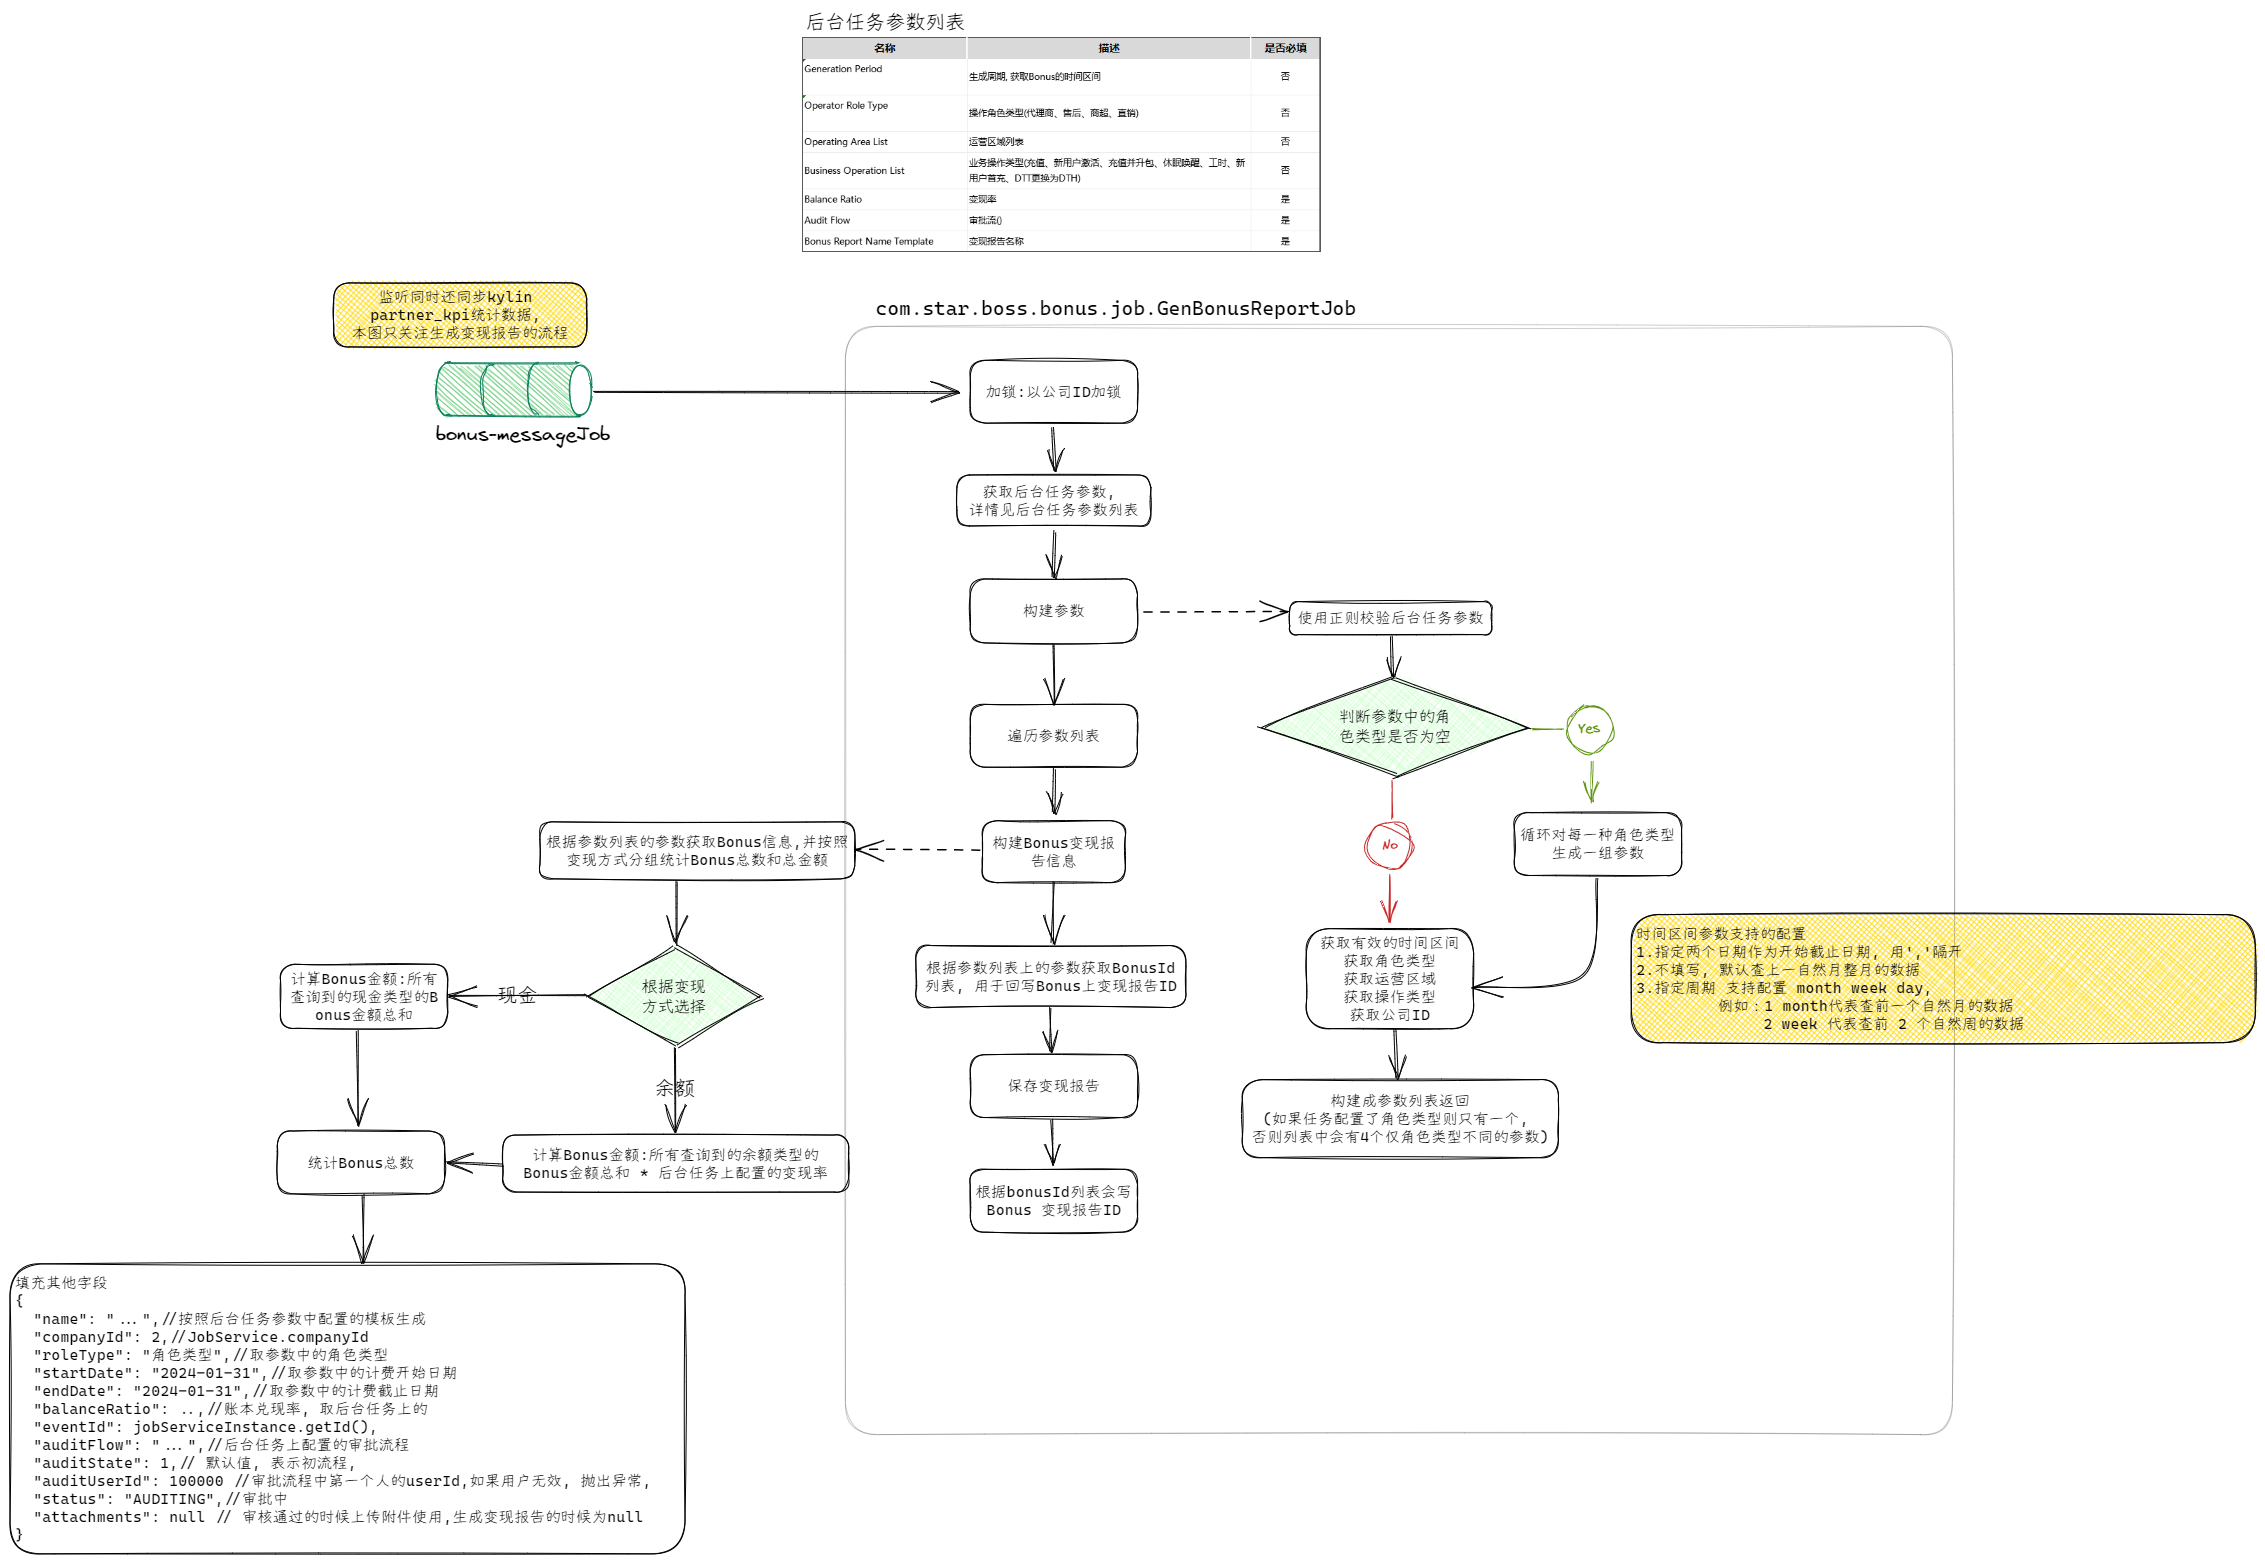 后台任务参数列表
名称 描述 是否必填
Generation Period 生成周期, 获取Bonus的时间区间 否
Operator Role Type 操作角色类型(代理商、售后、商超、直销) 否
Operating Area List 运营区域列表 否
Business Operation List 业务操作类型(充值、新用户激活、充值并升包、休眠唤醒、工时、新
用户首充、DTT更换为DTH) 否
Balance Ratio 变现率 是
Audit Flow 审批流() 是
Bonus Report Name Template 变现报告名称 是
监听同时还同步kylin
partner_kpi统计数据,
本图只关注生成变现报告的流程
bonus-messageJob
com.star.boss.bonus.job.GenBonusReportJob
加锁:以公司ID加锁
获取后台任务参数,
详情见后台任务参数列表
构建参数
使用正则校验后台任务参数
遍历参数列表
判断参数中的角
色类型是否为空
Yes
No
循环对每一种角色类型
生成一组参数
构建Bonus变现报
告信息
根据参数列表的参数获取Bonus信息,并按照
变现方式分组统计Bonus总数和总金额
获取有效的时间区间
获取角色类型
获取运营区域
获取操作类型
获取公司ID
时间区间参数支持的配置
1.指定两个日期作为开始截止日期, 用','隔开
2.不填写, 默认查上一自然月整月的数据
3.指定周期 支持配置 month week day,
例如：1 month代表查前一个自然月的数据
2 week 代表查前 2 个自然周的数据
根据参数列表上的参数获取BonusId
列表, 用于回写Bonus上变现报告ID
根据变现
方式选择
现金
余额
计算Bonus金额:所有
查询到的现金类型的B
onus金额总和
保存变现报告
构建成参数列表返回
(如果任务配置了角色类型则只有一个,
否则列表中会有4个仅角色类型不同的参数)
统计Bonus总数
计算Bonus金额:所有查询到的余额类型的
Bonus金额总和 * 后台任务上配置的变现率
根据bonusId列表会写
Bonus 变现报告ID
填充其他字段
{
"name": "...",//按照后台任务参数中配置的模板生成
"companyId": 2,//JobService.companyId
"roleType": "角色类型",//取参数中的角色类型
"startDate": "2024-01-31",//取参数中的计费开始日期
"endDate": "2024-01-31",//取参数中的计费截止日期
"balanceRatio": ..,//账本兑现率, 取后台任务上的
"eventId": jobServiceInstance.getId(),
"auditFlow": "...",//后台任务上配置的审批流程
"auditState": 1,// 默认值, 表示初流程,
"auditUserId": 100000 //审批流程中第一个人的userId,如果用户无效, 抛出异常,
"status": "AUDITING",//审批中
"attachments": null // 审核通过的时候上传附件使用,生成变现报告的时候为null
}